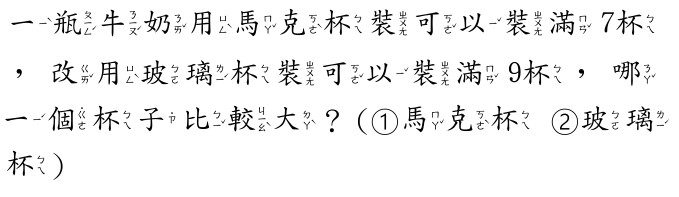 一瓶牛奶用馬克杯裝可以裝滿 7杯
，改用玻璃杯裝可以裝滿 9杯，哪
一個杯子比較大？(①馬克杯 ②玻璃
杯)